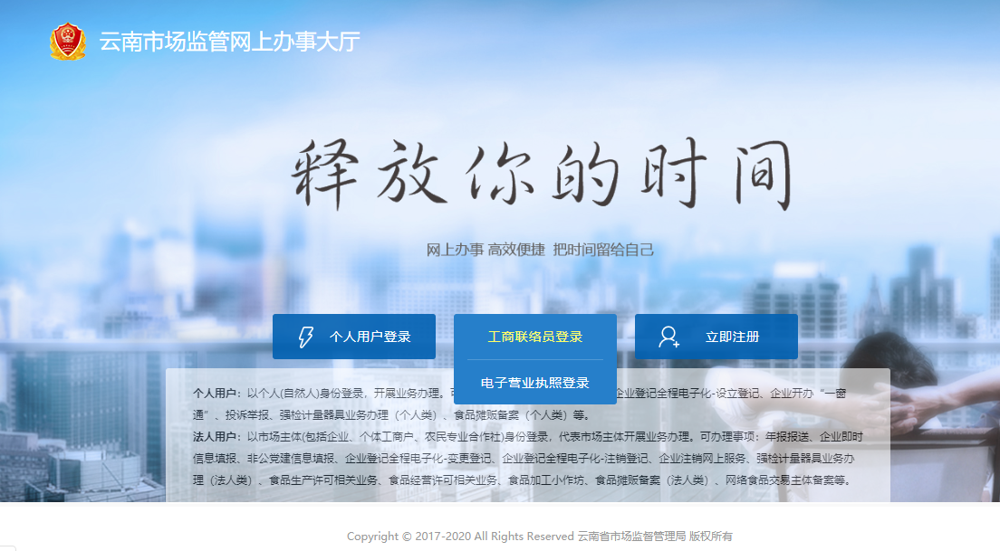 云南市场监管网上办事大厅
释放你的时间
网上办事 高效便捷 把时间留给自己
个人用户登录
工商联络员登录
立即注册
电子营业执照登录
个人用户：以个人(自然人)身份登录，开展业务办理。
企业登记全程电子化-设立登记、企业开办“一窗
通”、投诉举报、强检计量器具业务办理（个人类）、食品摊贩备案（个人类）等。
法人用户：以市场主体(包括企业、个体工商户、农民专业合作社)身份登录，代表市场主体开展业务办理。可办理事项：年报报送、企业即时
信息填报、非公党建信息填报、企业登记全程电子化-变更登记、企业登记全程电子化-注销登记、企业注销网上服务、强检计量器具业务办
理（法人类）、食品生产许可相关业务、食品经营许可相关业务、食品加工小作坊、食品摊贩备案（法人类）、网络食品交易主体备案等。
Copyright © 2017-2020 All Rights Reserved 云南省市场监督管理局 版权所有